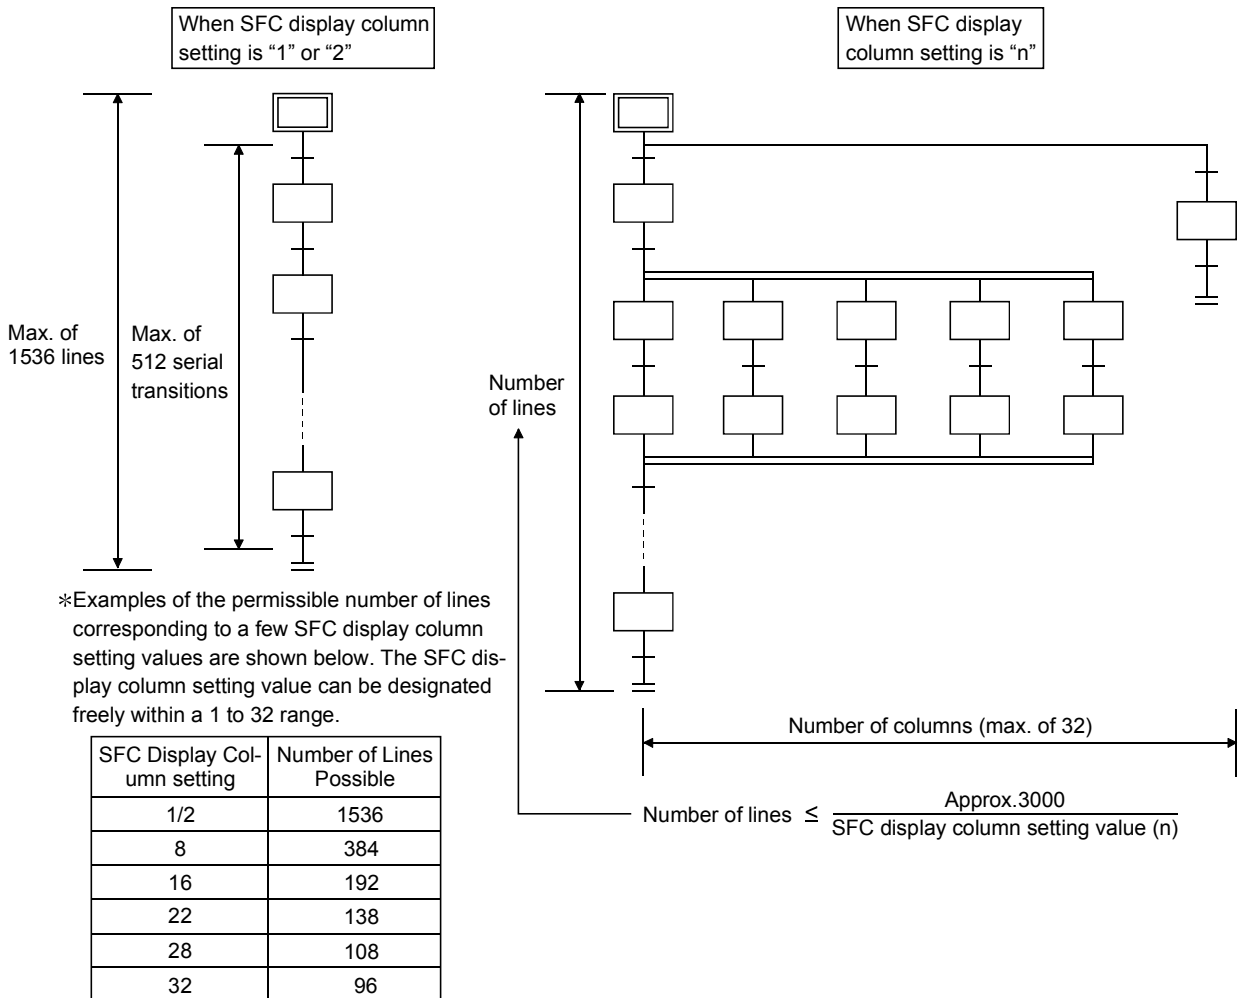 When SFC display column
setting is “1” or “2”
When SFC display
column setting is “n”
Max. of
1536 lines
Max. of
512 serial
transitions
Number
of lines
∗Examples of the permissible number of lines
corresponding to a few SFC display column
setting values are shown below. The SFC dis-
play column setting value can be designated
freely within a 1 to 32 range.
Number of columns (max. of 32)
Number of lines ≤ Approx.3000
SFC display column setting value (n)
SFC Display Col-
umn setting
Number of Lines
Possible
1/2 1536
8 384
16 192
22 138
28 108
32 96